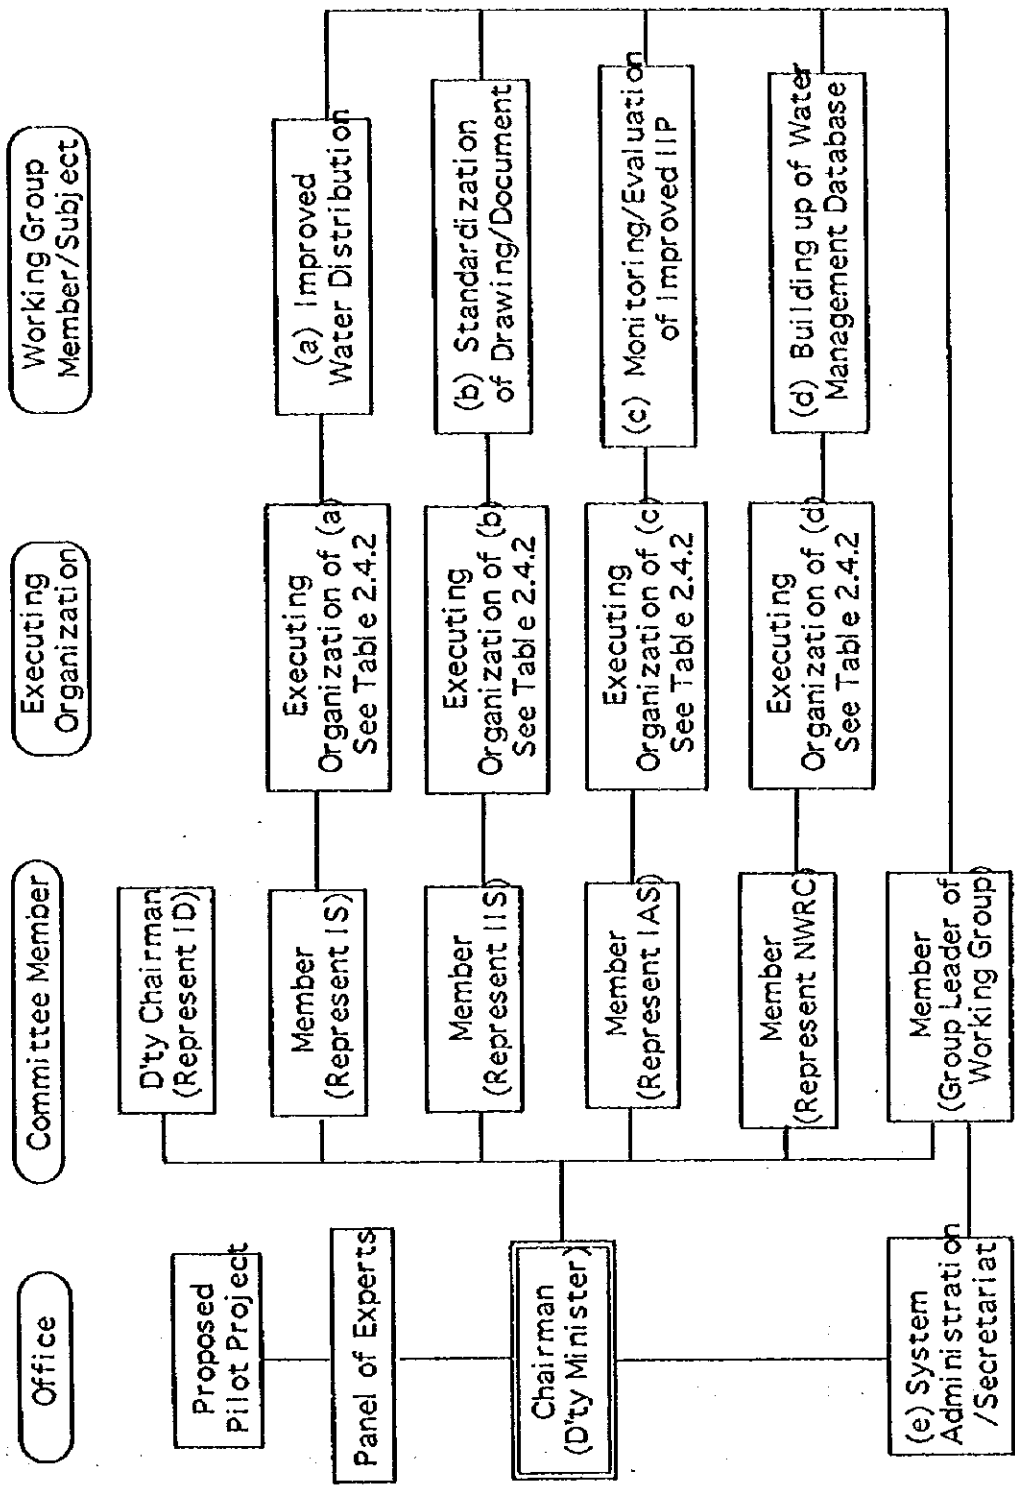 Office
Committee Member
Executing
Organization
Working Group
Member/Subject
Proposed
Pilot Project
Panel of Experts
Chairman
(D'ty Minister)
(e) System
Administration
/Secretariat
D'ty Chairman
(Represent ID)
Member
(Represent IS)
Member
(Represent IIS)
Member
(Represent IAS)
Member
(Represent NWRC)
Member
(Group Leader of
Working Group)
Executing
Organization of (a)
See Table 2.4.2
Executing
Organization of (b)
See Table 2.4.2
Executing
Organization of (c)
See Table 2.4.2
Executing
Organization of (d)
See Table 2.4.2
(a) Improved
Water Distribution
(b) Standardization
of Drawing/Document
(c) Monitoring/Evaluation
of Improved IIP
(d) Building up of Water
Management Database